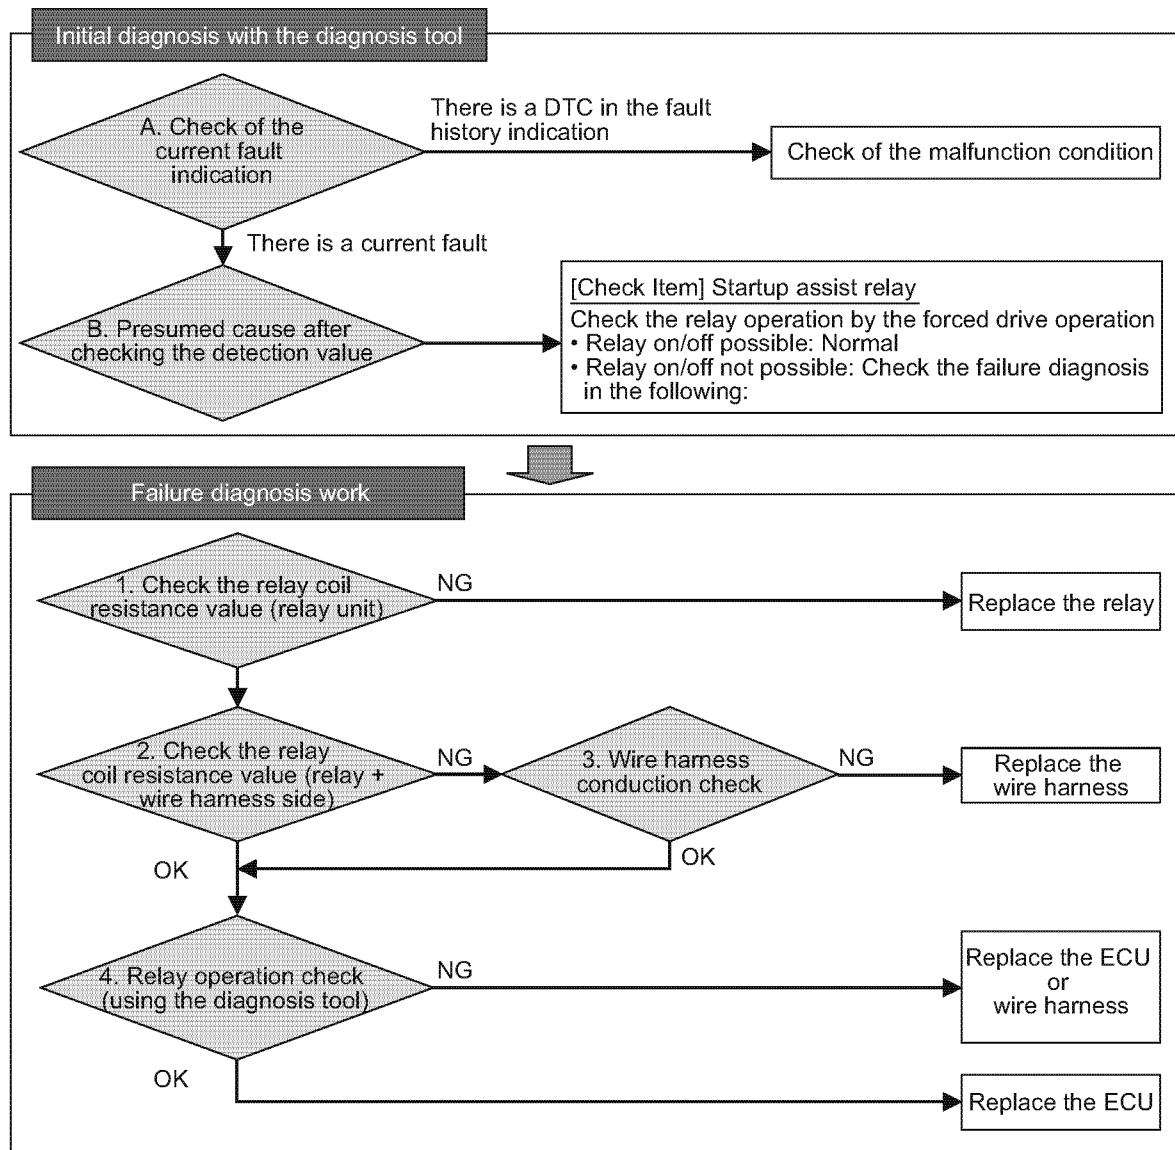 Initial diagnosis with the diagnosis tool
A. Check of the
current fault
indication
There is a DTC in the fault
history indication
Check of the malfunction condition
There is a current fault
B. Presumed cause after
checking the detection value
[Check Item] Startup assist relay
Check the relay operation by the forced drive operation
• Relay on/off possible: Normal
• Relay on/off not possible: Check the failure diagnosis
in the following:
Failure diagnosis work
1. Check the relay coil
resistance value (relay unit)
NG
Replace the relay
2. Check the relay
coil resistance value (relay +
wire harness side)
NG
3. Wire harness
conduction check
NG
Replace the
wire harness
OK
OK
4. Relay operation check
(using the diagnosis tool)
NG
Replace the ECU
or
wire harness
OK
Replace the ECU